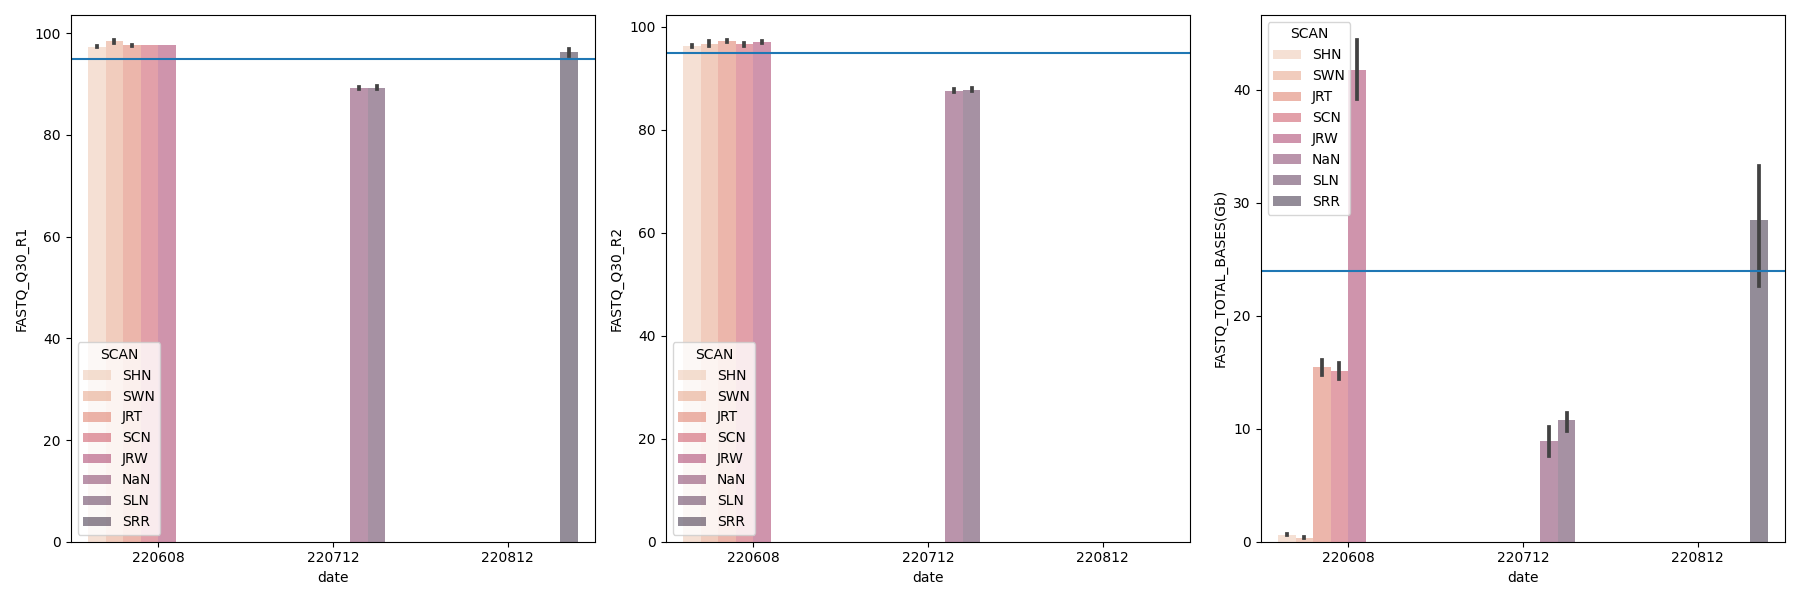 FASTQ_Q30_R1
100
80
60
40
20
0
SCAN
SHN
SWN
JRT
SCN
JRW
NaN
SLN
SRR
220608
220712
220812
date
FASTQ_Q30_R2
100
80
60
40
20
0
SCAN
SHN
SWN
JRT
SCN
JRW
NaN
SLN
SRR
220608
220712
220812
date
FASTQ_TOTAL_BASES(Gb)
40
30
20
10
0
SCAN
SHN
SWN
JRT
SCN
JRW
NaN
SLN
SRR
220608
220712
220812
date